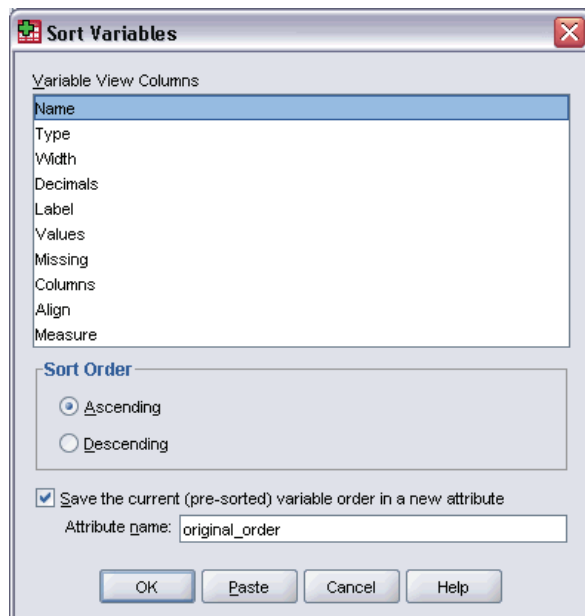 Sort Variables
Variable View Columns
Name
Type
Width
Decimals
Label
Values
Missing
Columns
Align
Measure
Sort Order
Ascending
Descending
Save the current (pre-sorted) variable order in a new attribute
Attribute name: original_order
OK Paste Cancel Help